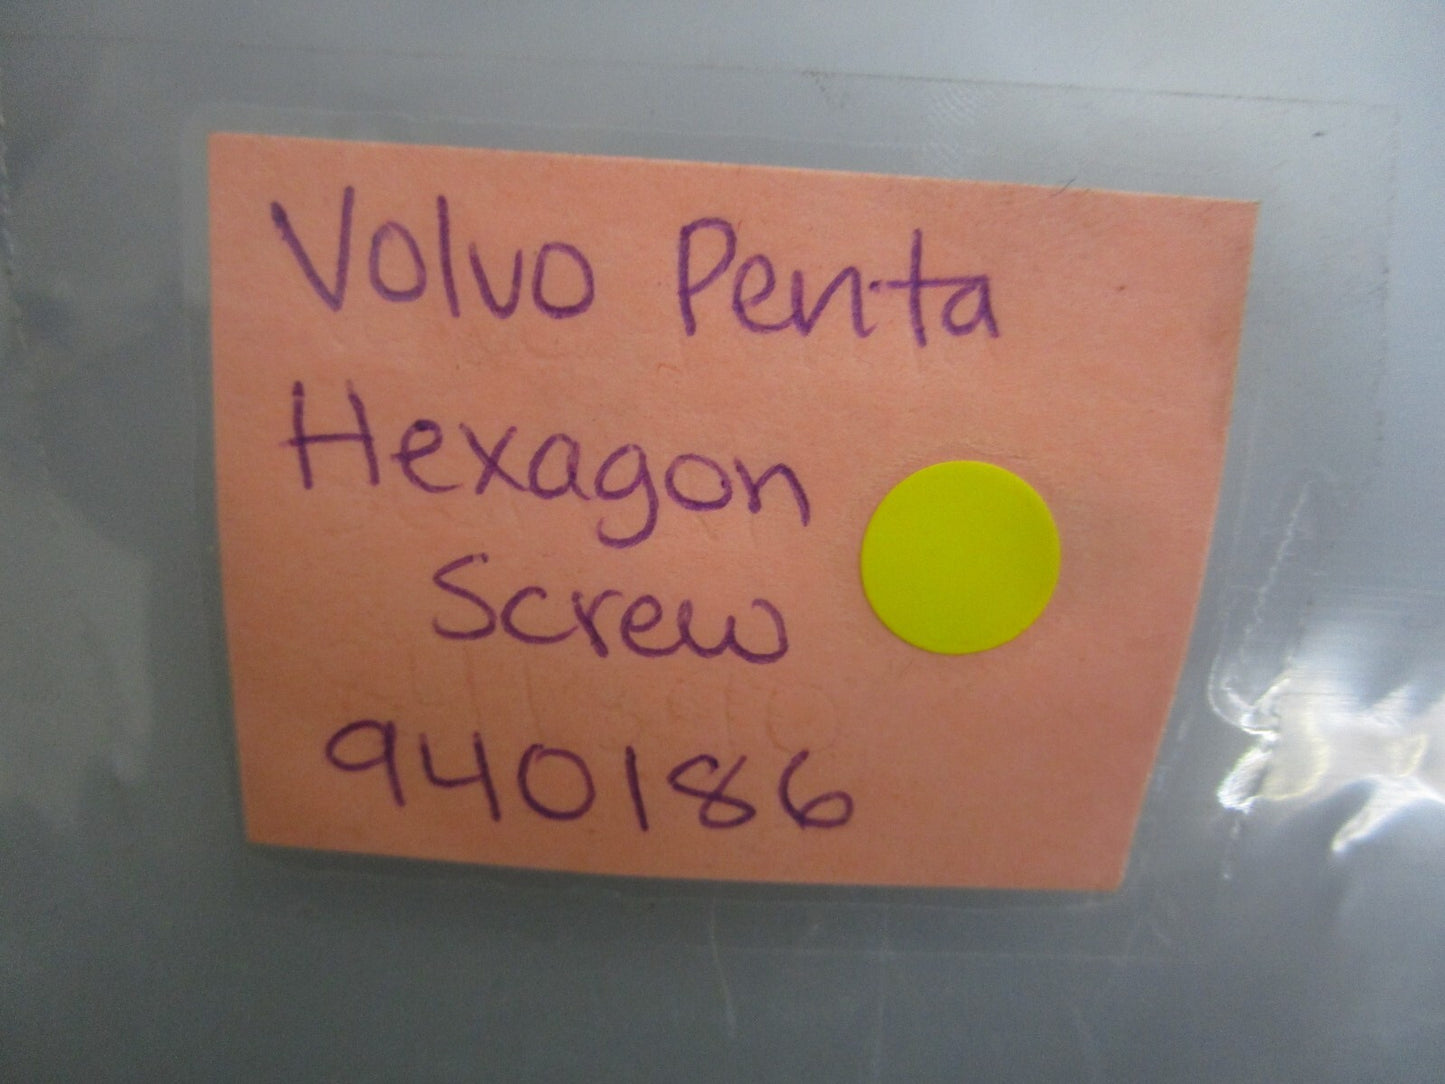 Volvo Penta
Hexagon
Screw
940186